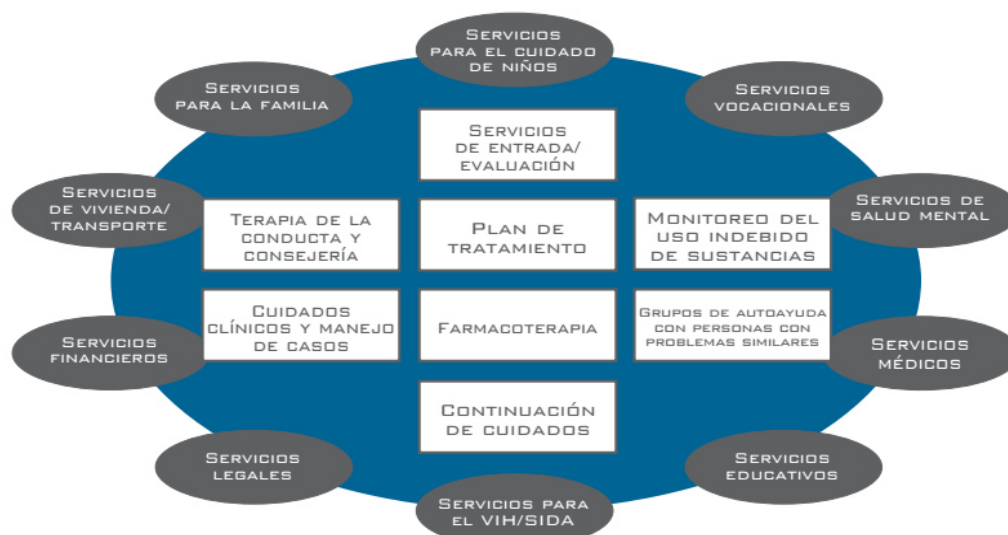 SERVICIOS
PARA EL CUIDADO
DE NIÑOS
SERVICIOS
PARA LA FAMILIA
SERVICIOS
VOCACIONALES
SERVICIOS
DE ENTRADA/
EVALUACIÓN
SERVICIOS
DE VIVIENDA/
TRANSPORTE
TERAPIA DE LA
CONDUCTA Y
CONSEJERÍA
PLAN DE
TRATAMIENTO
MONITOREO DEL
USO INDEBIDO
DE SUSTANCIAS
SERVICIOS DE
SALUD MENTAL
SERVICIOS
FINANCIEROS
CUIDADOS
CLÍNICOS Y MANEJO
DE CASOS
FARMACOTERAPIA
GRUPOS DE AUTOAYUDA
CON PERSONAS CON
PROBLEMAS SIMILARES
SERVICIOS
MÉDICOS
CONTINUACIÓN
DE CUIDADOS
SERVICIOS
LEGALES
SERVICIOS PARA
EL VIH/SIDA
SERVICIOS
EDUCATIVOS